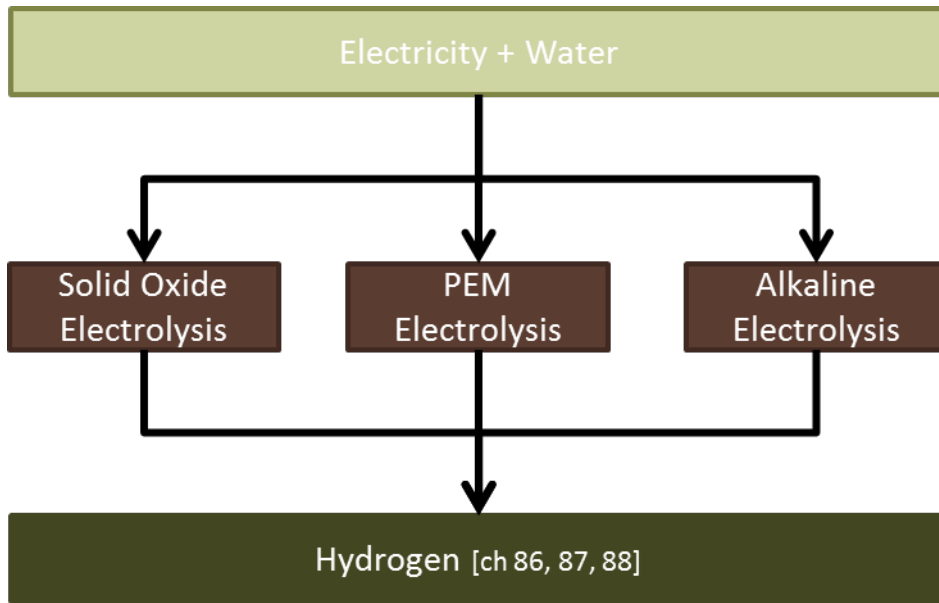 Electricity + Water
Solid Oxide
Electrolysis
PEM
Electrolysis
Alkaline
Electrolysis
Hydrogen [ch 86, 87, 88]